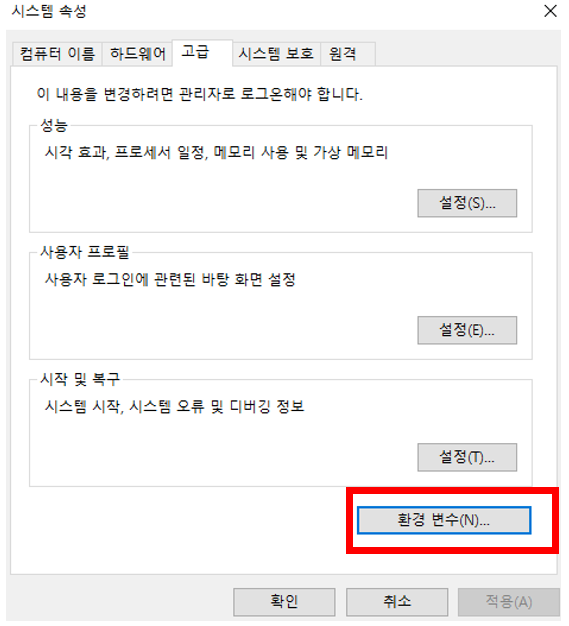 시스템 속성
컴퓨터 이름 하드웨어 고급 시스템 보호 원격
이 내용을 변경하려면 관리자로 로그온해야 합니다.
성능
시각 효과, 프로세서 일정, 메모리 사용 및 가상 메모리
설정(S)...
사용자 프로필
사용자 로그인에 관련된 바탕 화면 설정
설정(E)...
시작 및 복구
시스템 시작, 시스템 오류 및 디버깅 정보
설정(T)...
환경 변수(N)...
확인 취소 적용(A)